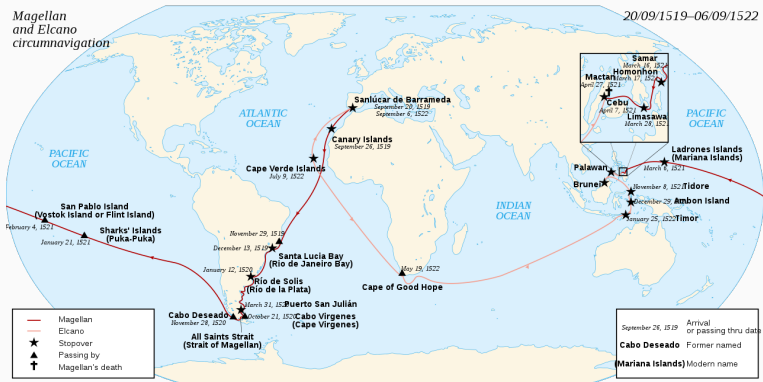 Magellan
and Elcano
circumnavigation
20/09/1519–06/09/1522
Samar
March 16, 1521
Homonhon
March 17, 1521
Mactan
April 27, 1521
Cebu
April 7, 1521
Limasawa
March 28, 1521
Sanlúcar de Barrameda
September 20, 1519
September 6, 1522
ATLANTIC
OCEAN
PACIFIC
OCEAN
Canary Islands
September 26, 1519
PACIFIC
OCEAN
Ladrones Islands
(Mariana Islands)
March 6, 1521
Cape Verde Islands
July 9, 1522
Palawan
Brunei
November 8, 1521
Tidore
December 29, 1521
Ambon Island
January 25, 1522
Timor
INDIAN
OCEAN
San Pablo Island
(Vostok Island or Flint Island)
February 4, 1521
Sharks' Islands
(Puka-Puka)
January 21, 1521
November 29, 1519
December 13, 1519
Santa Lucia Bay
(Rio de Janeiro Bay)
January 12, 1520
Río de Solis
(Río de la Plata)
May 19, 1522
Cape of Good Hope
March 31, 1520
Puerto San Julián
Cabo Deseado
November 28, 1520
October 21, 1520
Cabo Virgenes
(Cape Virgenes)
All Saints Strait
(Strait of Magellan)
Magellan
Elcano
Stopover
Passing by
Magellan's death
September 26, 1519
Arrival
or passing thru date
Cabo Deseado
Former named
(Mariana Islands)
Modern name